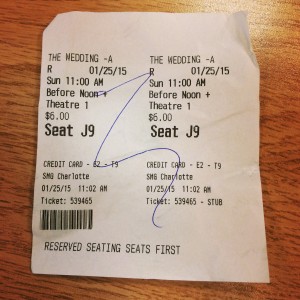 THE WEDDING -A THE WEDDING -A
R 01/25/15 R 01/25/15
Sun 11:00 AM Sun 11:00 AM
Before Noon + Before Noon +
Theatre 1 Theatre 1
$6.00 $6.00
Seat J9 Seat J9
CREDIT CARD - E2 - T9 CREDIT CARD - E2 - T9
SMG Charlotte SMG Charlotte
01/25/15 11:02 AM 01/25/15 11:02 AM
Ticket: 539465 Ticket: 539465 - STUB
RESERVED SEATING SEATS FIRST